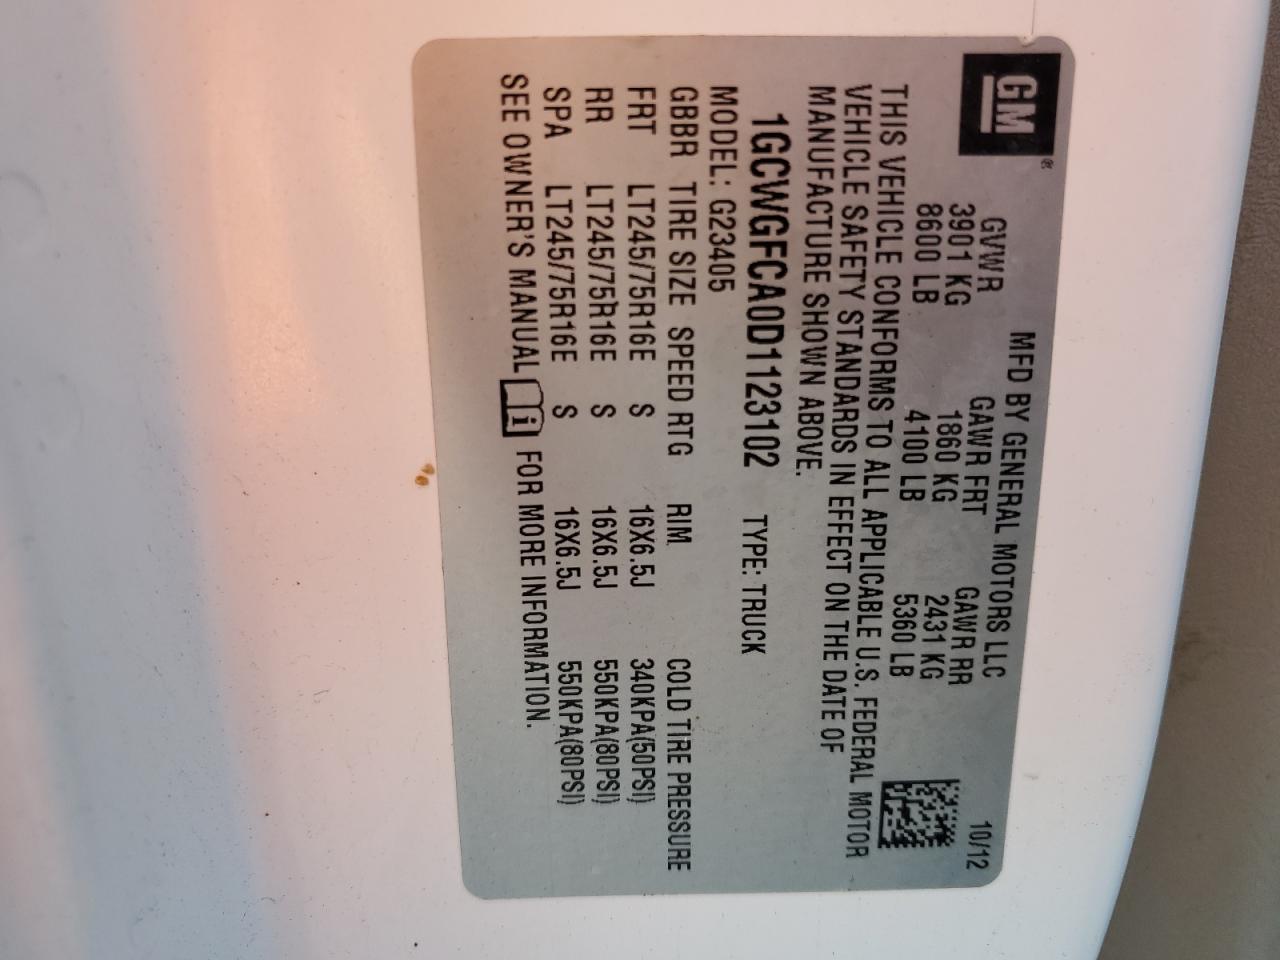 GM®
MFD BY GENERAL MOTORS LLC 10/12
GVWR GAWR FRT GAWR RR
3901 KG 1860 KG 2431 KG
8600 LB 4100 LB 5360 LB
THIS VEHICLE CONFORMS TO ALL APPLICABLE U.S. FEDERAL MOTOR
VEHICLE SAFETY STANDARDS IN EFFECT ON THE DATE OF
MANUFACTURE SHOWN ABOVE.
1GCWGFCA0D1123102 TYPE: TRUCK
MODEL: G23405
GBBR TIRE SIZE SPEED RTG RIM COLD TIRE PRESSURE
FRT LT245/75R16E S 16X6.5J 340KPA(50PSI)
RR LT245/75R16E S 16X6.5J 550KPA(80PSI)
SPA LT245/75R16E S 16X6.5J 550KPA(80PSI)
SEE OWNER'S MANUAL i FOR MORE INFORMATION.